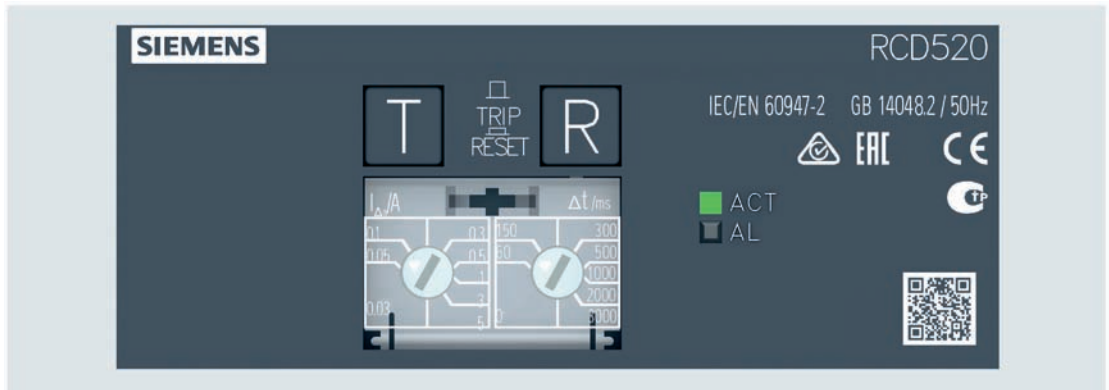 SIEMENS
RCD520
T
TRIP
RESET
R
IEC/EN 60947-2 GB 14048.2 / 50Hz
EAC
CE
ACT
AL
IΔn/A
0.1
0.05
0.03
0.3
0.5
1
3
5
Δt /ms
150
60
0
300
500
1000
2000
3000